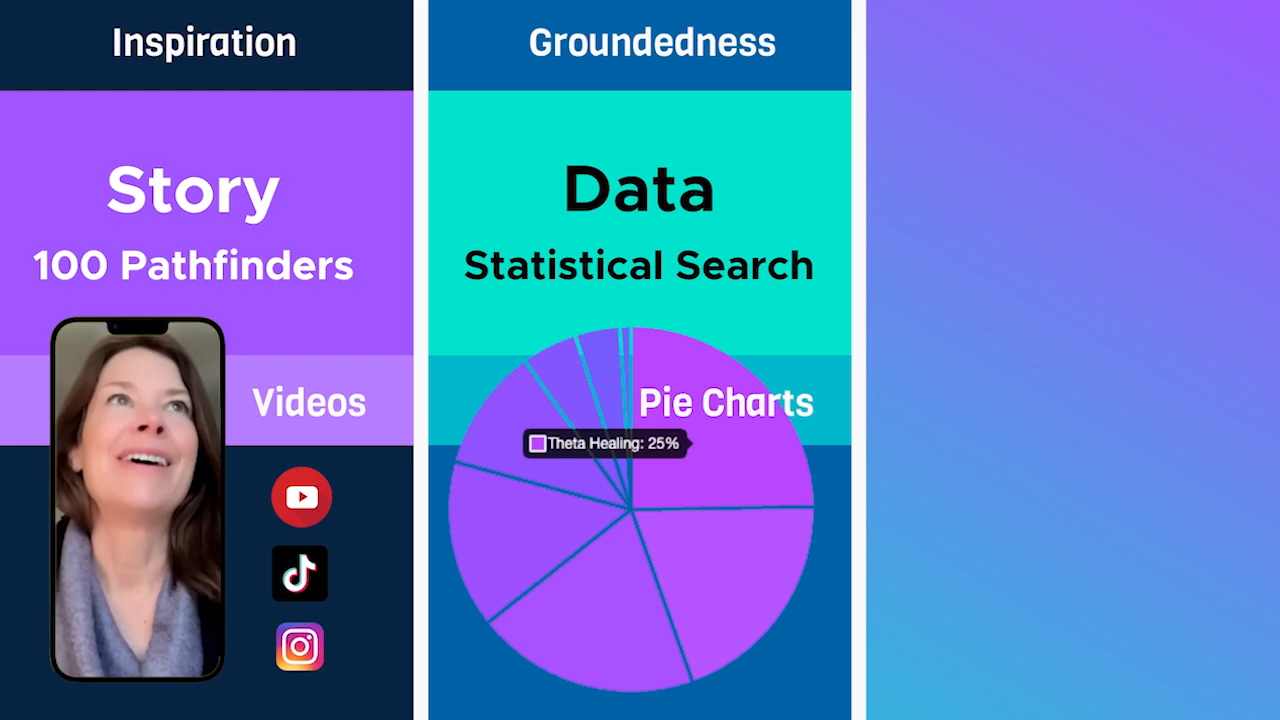 Inspiration
Story
100 Pathfinders
Videos
Groundedness
Data
Statistical Search
Pie Charts
Theta Healing: 25%